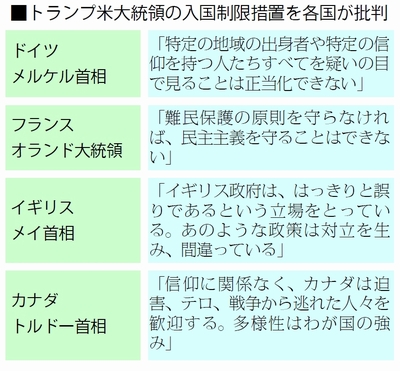 ■トランプ米大統領の入国制限措置を各国が批判
ドイツ
メルケル首相
「特定の地域の出身者や特定の信
仰を持つ人たちすべてを疑いの目
で見ることは正当化できない」
フランス
オランド大統領
「難民保護の原則を守らなけれ
ば、民主主義を守ることはできな
い」
イギリス
メイ首相
「イギリス政府は、はっきりと誤
りであるという立場をとってい
る。あのような政策は対立を生
み、間違っている」
カナダ
トルドー首相
「信仰に関係なく、カナダは迫
害、テロ、戦争から逃れた人々を
歓迎する。多様性はわが国の強
み」